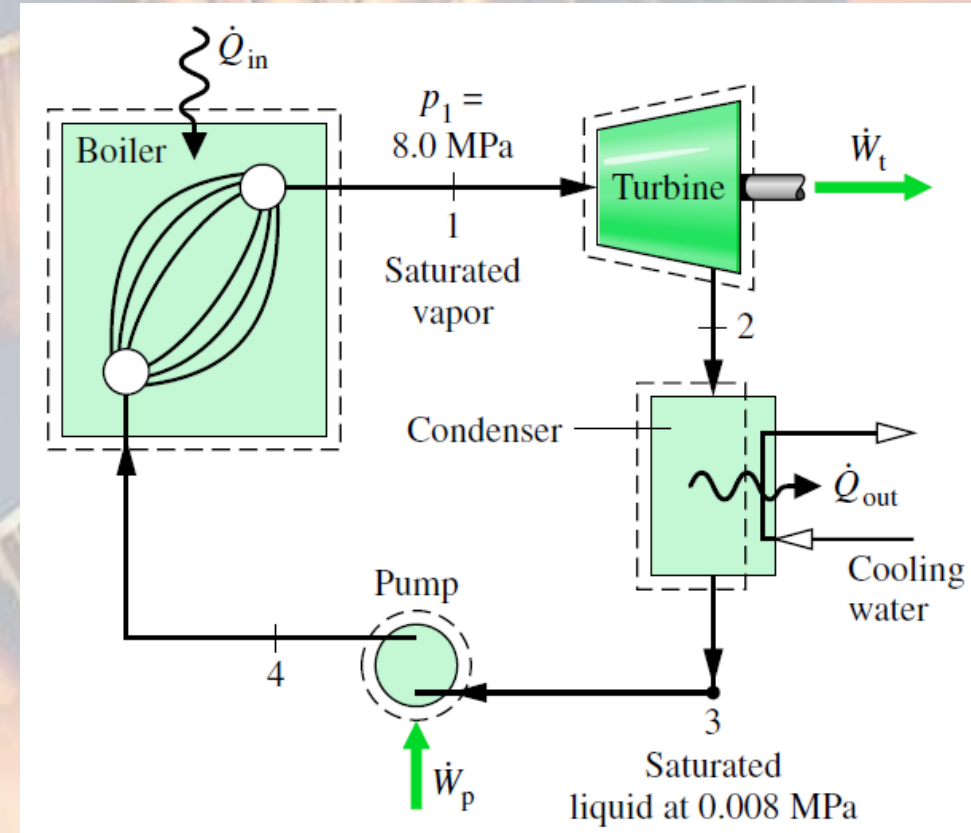 Q̇in
p1 =
8.0 MPa
Boiler
Turbine
Ẇt
1
Saturated
vapor
2
Condenser
Q̇out
Cooling
water
Pump
4
3
Ẇp
Saturated
liquid at 0.008 MPa